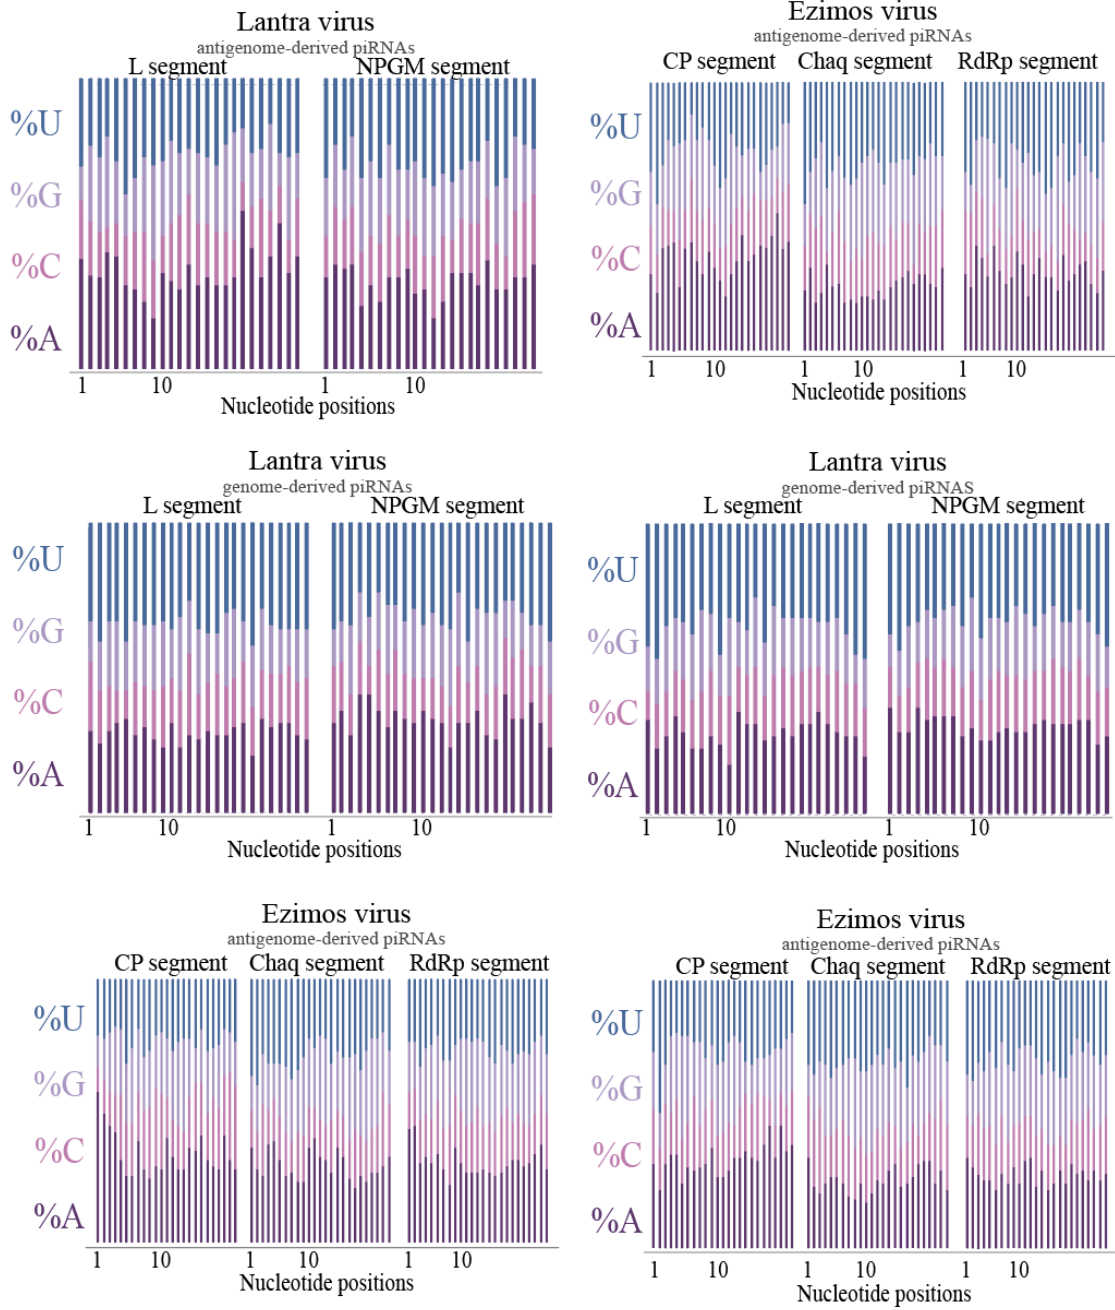 Lantra virus
antigenome-derived piRNAs
L segment NPGM segment
%U
%G
%C
%A
1 10 1 10
Nucleotide positions
Ezimos virus
antigenome-derived piRNAs
CP segment Chaq segment RdRp segment
%U
%G
%C
%A
1 10 1 10 1 10
Nucleotide positions
Lantra virus
genome-derived piRNAs
L segment NPGM segment
%U
%G
%C
%A
1 10 1 10
Nucleotide positions
Lantra virus
genome-derived piRNAS
L segment NPGM segment
%U
%G
%C
%A
1 10 1 10
Nucleotide positions
Ezimos virus
antigenome-derived piRNAs
CP segment Chaq segment RdRp segment
%U
%G
%C
%A
1 10 1 10 1 10
Nucleotide positions
Ezimos virus
antigenome-derived piRNAs
CP segment Chaq segment RdRp segment
%U
%G
%C
%A
1 10 1 10 1 10
Nucleotide positions